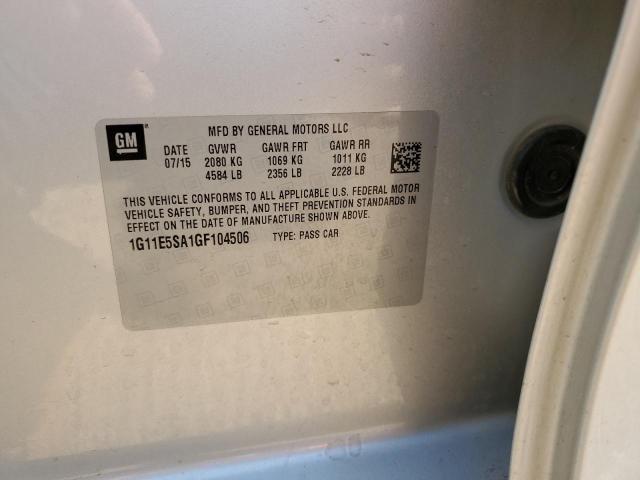 GM
MFD BY GENERAL MOTORS LLC
DATE GVWR GAWR FRT GAWR RR
07/15 2080 KG 1069 KG 1011 KG
4584 LB 2356 LB 2228 LB
THIS VEHICLE CONFORMS TO ALL APPLICABLE U.S. FEDERAL MOTOR
VEHICLE SAFETY, BUMPER, AND THEFT PREVENTION STANDARDS IN
EFFECT ON THE DATE OF MANUFACTURE SHOWN ABOVE.
1G11E5SA1GF104506 TYPE: PASS CAR